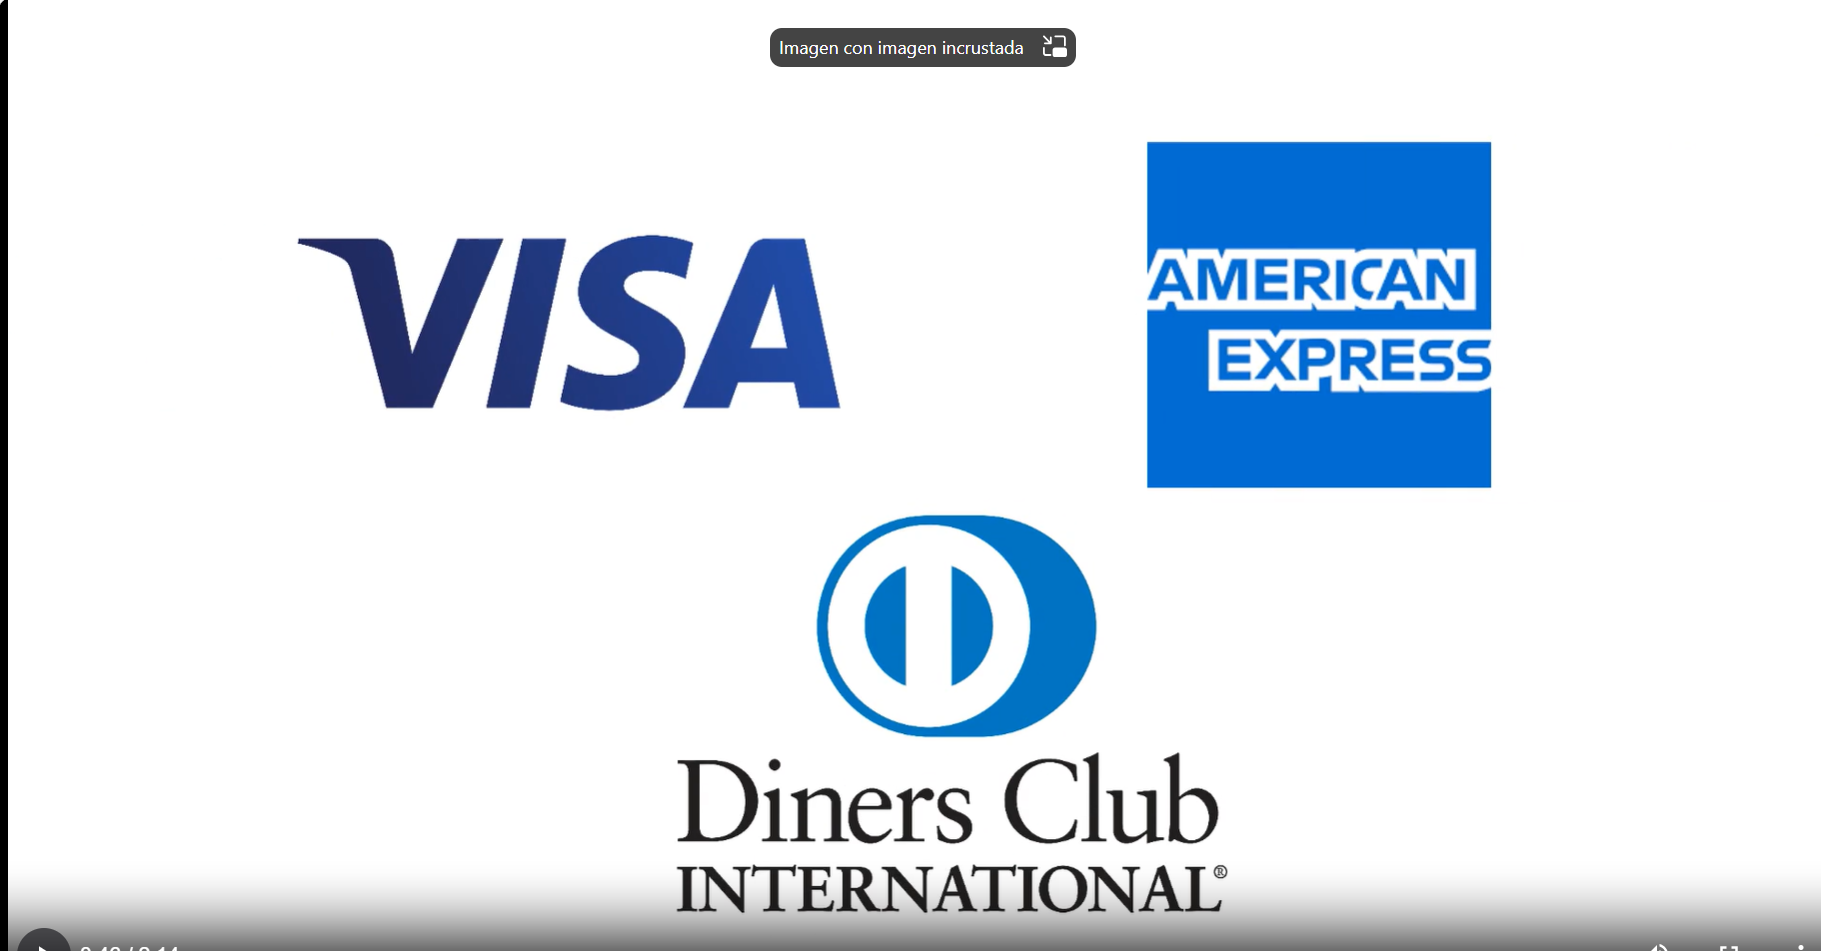 Imagen con imagen incrustada
VISA
AMERICAN
EXPRESS
Diners Club
INTERNATIONAL®